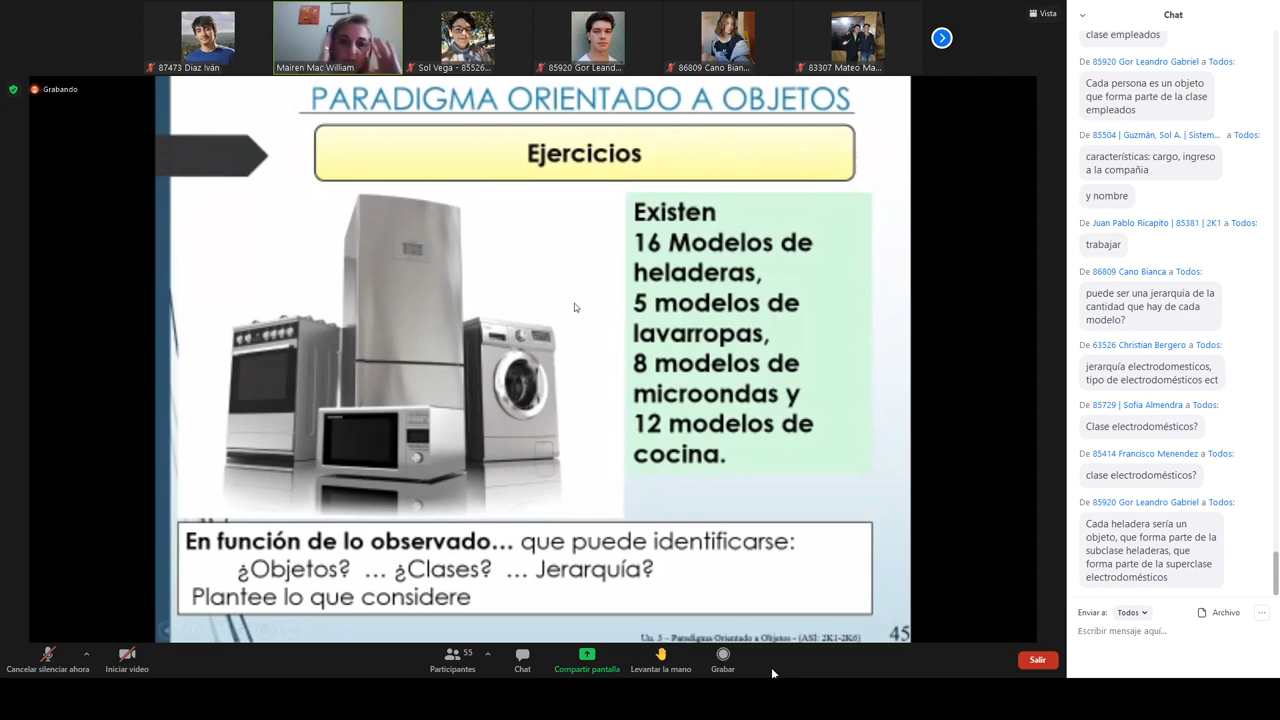 Vista
87473 Diaz Iván
Mairen Mac William
Sol Vega - 85526...
85920 Gor Leand...
86809 Cano Bian...
83307 Mateo Ma...
Grabando
PARADIGMA ORIENTADO A OBJETOS
Ejercicios
Existen
16 Modelos de
heladeras,
5 modelos de
lavarropas,
8 modelos de
microondas y
12 modelos de
cocina.
En función de lo observado... que puede identificarse:
¿Objetos? ... ¿Clases? ... Jerarquía?
Plantee lo que considere
Un. 3 – Paradigma Orientado a Objetos - (ASI: 2K1-2K6)
45
Cancelar silenciar ahora
Iniciar video
Participantes
55
Chat
Compartir pantalla
Levantar la mano
Grabar
Salir
Chat
clase empleados
De 85920 Gor Leandro Gabriel a Todos:
Cada persona es un objeto
que forma parte de la clase
empleados
De 85504 | Guzmán, Sol A. | Sistem... a Todos:
características: cargo, ingreso
a la compañia
y nombre
De Juan Pablo Ricapito | 85381 | 2K1 a Todos:
trabajar
De 86809 Cano Bianca a Todos:
puede ser una jerarquia de la
cantidad que hay de cada
modelo?
De 63526 Christian Bergero a Todos:
jerarquía electrodomesticos,
tipo de electrodomésticos ect
De 85729 | Sofia Almendra a Todos:
Clase electrodomésticos?
De 85414 Francisco Menendez a Todos:
clase electrodomésticos?
De 85920 Gor Leandro Gabriel a Todos:
Cada heladera sería un
objeto, que forma parte de la
subclase heladeras, que
forma parte de la superclase
electrodomésticos
Enviar a: Todos
Archivo
Escribir mensaje aquí...